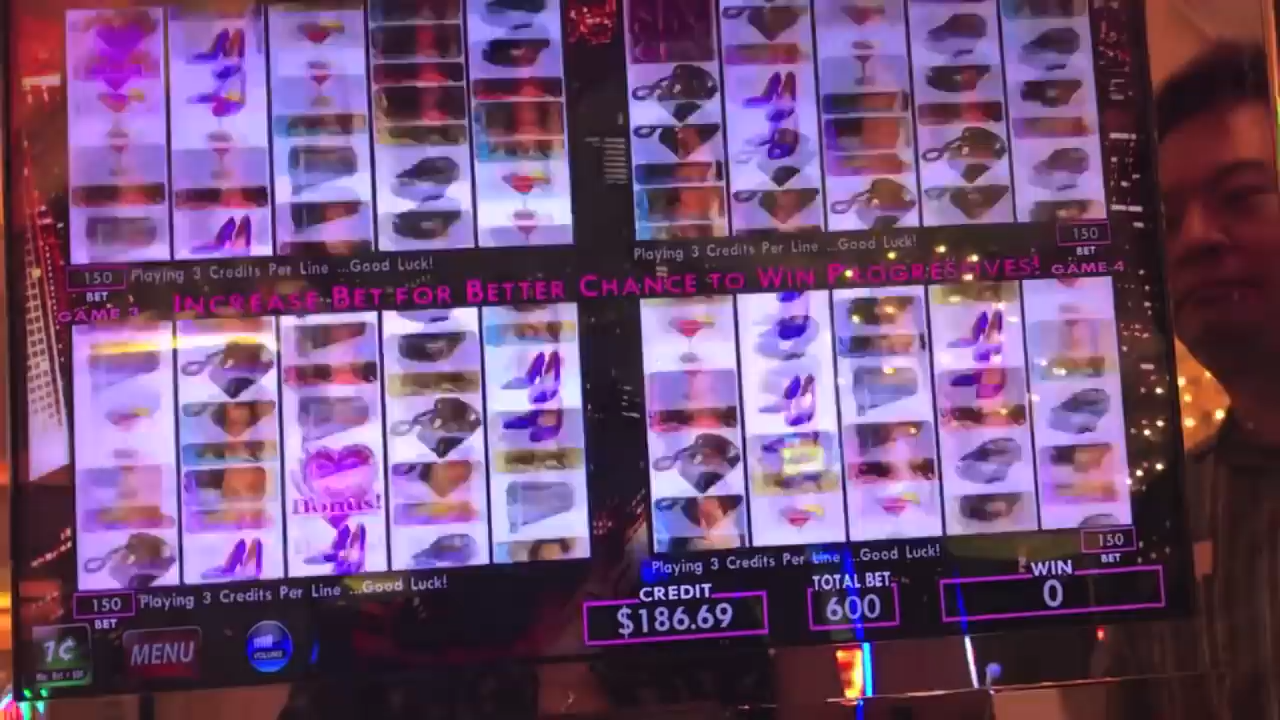 Playing 3 Credits Per Line ...Good Luck!
150
BET
Playing 3 Credits Per Line ...Good Luck!
150
BET
INCREASE BET FOR BETTER CHANCE TO WIN PROGRESSIVES!
GAME 3
GAME 4
Bonus!
Playing 3 Credits Per Line ...Good Luck!
150
BET
Playing 3 Credits Per Line ...Good Luck!
150
BET
CREDIT
$186.69
TOTAL BET
600
WIN
0
1¢
MENU
VOLUME